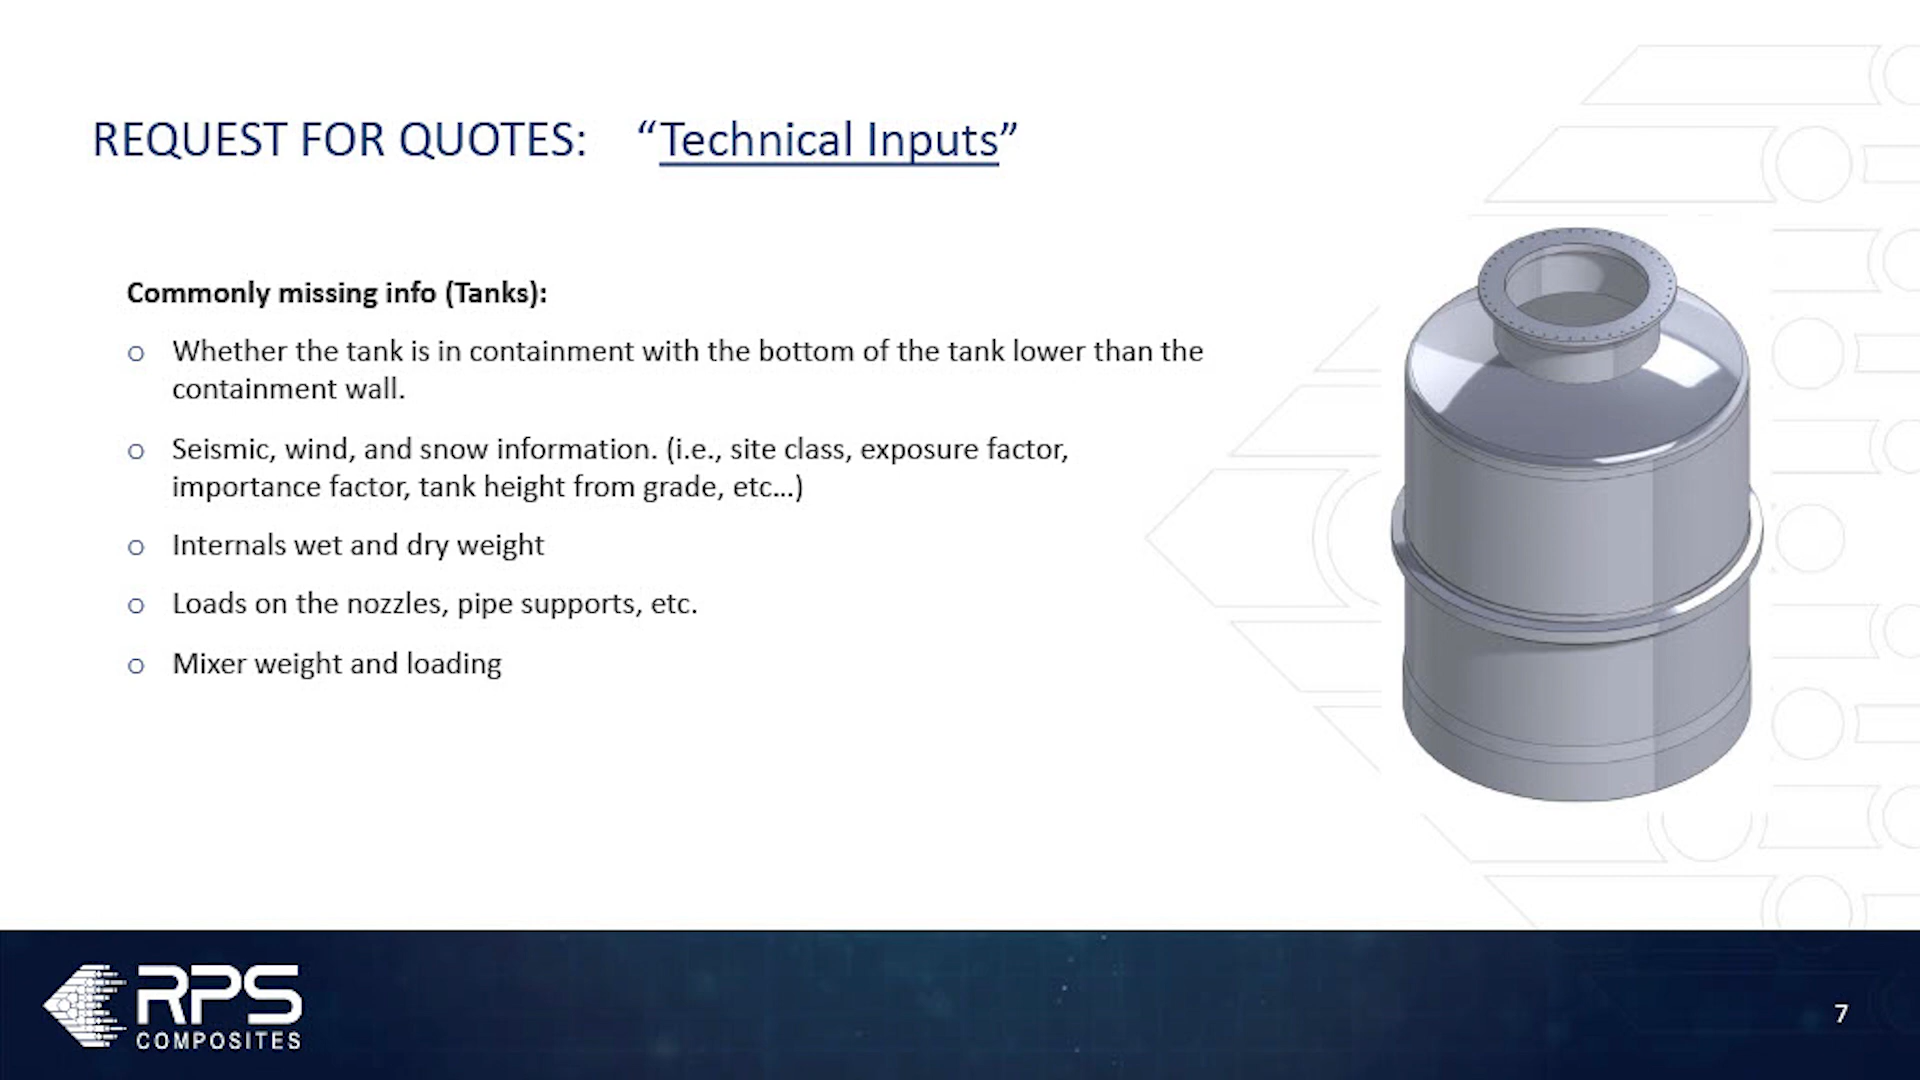 REQUEST FOR QUOTES: “Technical Inputs”
Commonly missing info (Tanks):
o Whether the tank is in containment with the bottom of the tank lower than the
containment wall.
o Seismic, wind, and snow information. (i.e., site class, exposure factor,
importance factor, tank height from grade, etc…)
o Internals wet and dry weight
o Loads on the nozzles, pipe supports, etc.
o Mixer weight and loading
RPS
COMPOSITES
7